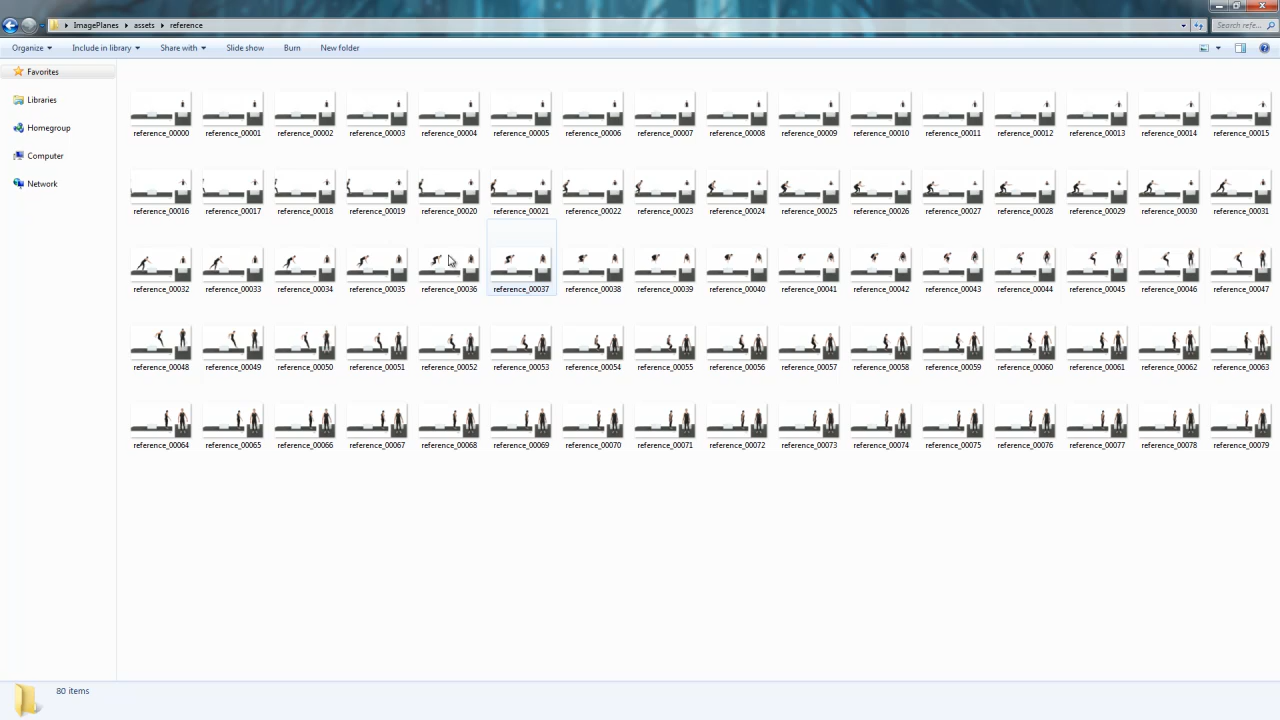 ImagePlanes assets reference Search refe...
Organize Include in library Share with Slide show Burn New folder
Favorites
Libraries
Homegroup
Computer
Network
reference_00000 reference_00001 reference_00002 reference_00003 reference_00004 reference_00005 reference_00006 reference_00007 reference_00008 reference_00009 reference_00010 reference_00011 reference_00012 reference_00013 reference_00014 reference_00015
reference_00016 reference_00017 reference_00018 reference_00019 reference_00020 reference_00021 reference_00022 reference_00023 reference_00024 reference_00025 reference_00026 reference_00027 reference_00028 reference_00029 reference_00030 reference_00031
reference_00032 reference_00033 reference_00034 reference_00035 reference_00036 reference_00037 reference_00038 reference_00039 reference_00040 reference_00041 reference_00042 reference_00043 reference_00044 reference_00045 reference_00046 reference_00047
reference_00048 reference_00049 reference_00050 reference_00051 reference_00052 reference_00053 reference_00054 reference_00055 reference_00056 reference_00057 reference_00058 reference_00059 reference_00060 reference_00061 reference_00062 reference_00063
reference_00064 reference_00065 reference_00066 reference_00067 reference_00068 reference_00069 reference_00070 reference_00071 reference_00072 reference_00073 reference_00074 reference_00075 reference_00076 reference_00077 reference_00078 reference_00079
80 items